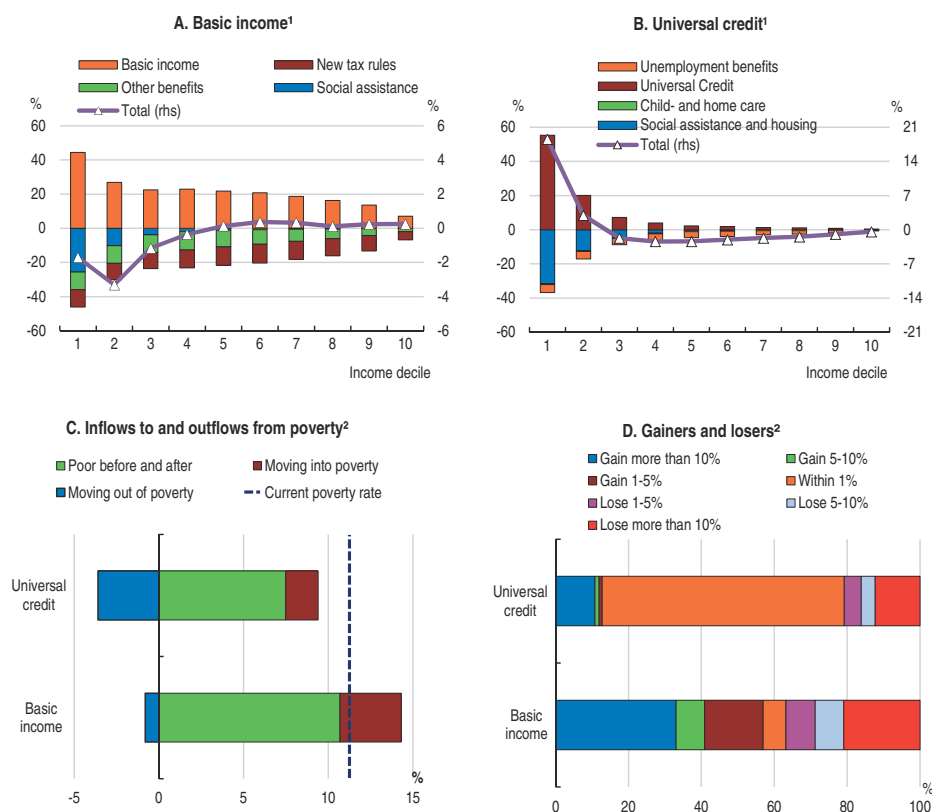 A. Basic income¹
Basic income
New tax rules
Other benefits
Social assistance
Total (rhs)
%
%
60 6
40 4
20 2
0 0
-20 -2
-40 -4
-60 -6
1 2 3 4 5 6 7 8 9 10
Income decile
B. Universal credit¹
Unemployment benefits
Universal Credit
Child- and home care
Social assistance and housing
Total (rhs)
%
%
60 21
40 14
20 7
0 0
-20 -7
-40 -14
-60 -21
1 2 3 4 5 6 7 8 9 10
Income decile
C. Inflows to and outflows from poverty²
Poor before and after
Moving into poverty
Moving out of poverty
Current poverty rate
Universal
credit
Basic
income
%
-5 0 5 10 15
D. Gainers and losers²
Gain more than 10%
Gain 5-10%
Gain 1-5%
Within 1%
Lose 1-5%
Lose 5-10%
Lose more than 10%
Universal
credit
Basic
income
%
0 20 40 60 80 100